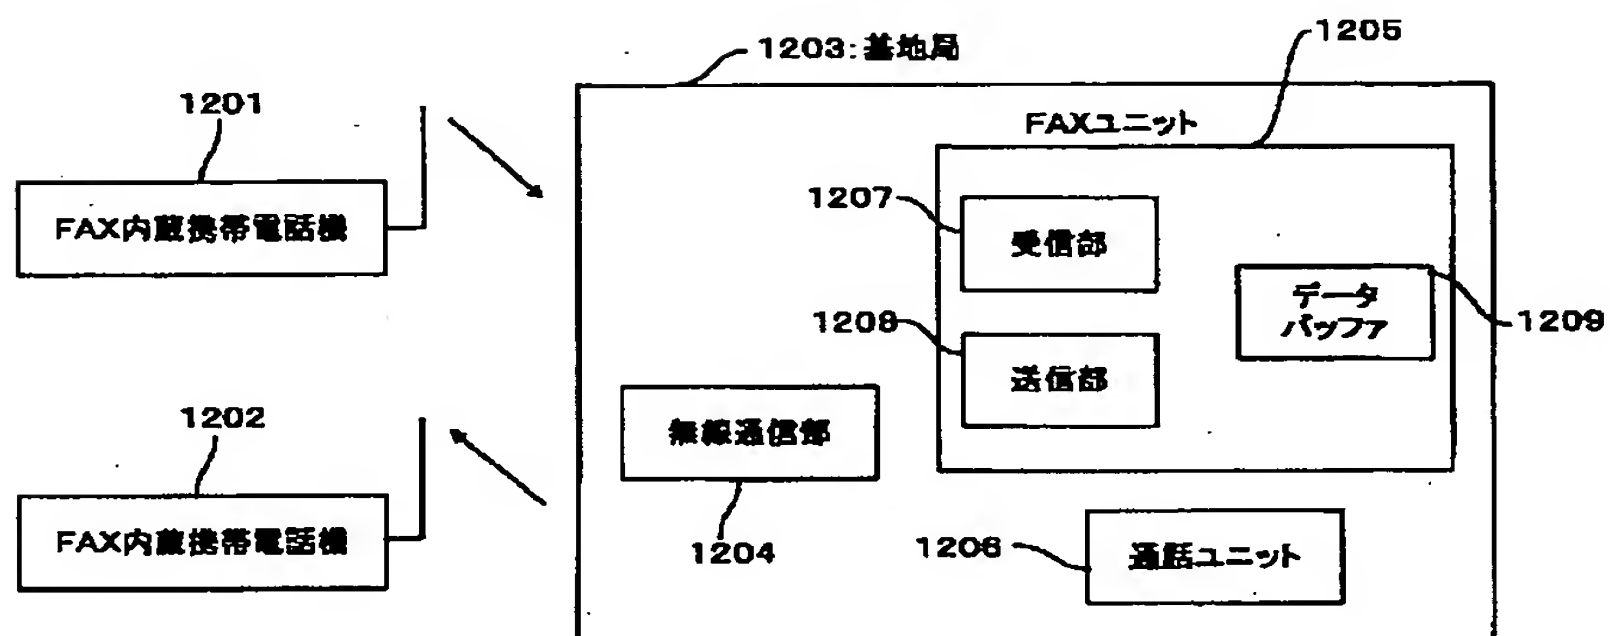 1205
1203:基地局
1201
FAXユニット
FAX内蔵携帯電話機
1207
受信部
データ
バッファ
1209
1208
送信部
1202
無線通信部
1204
FAX内蔵携帯電話機
1206
通話ユニット